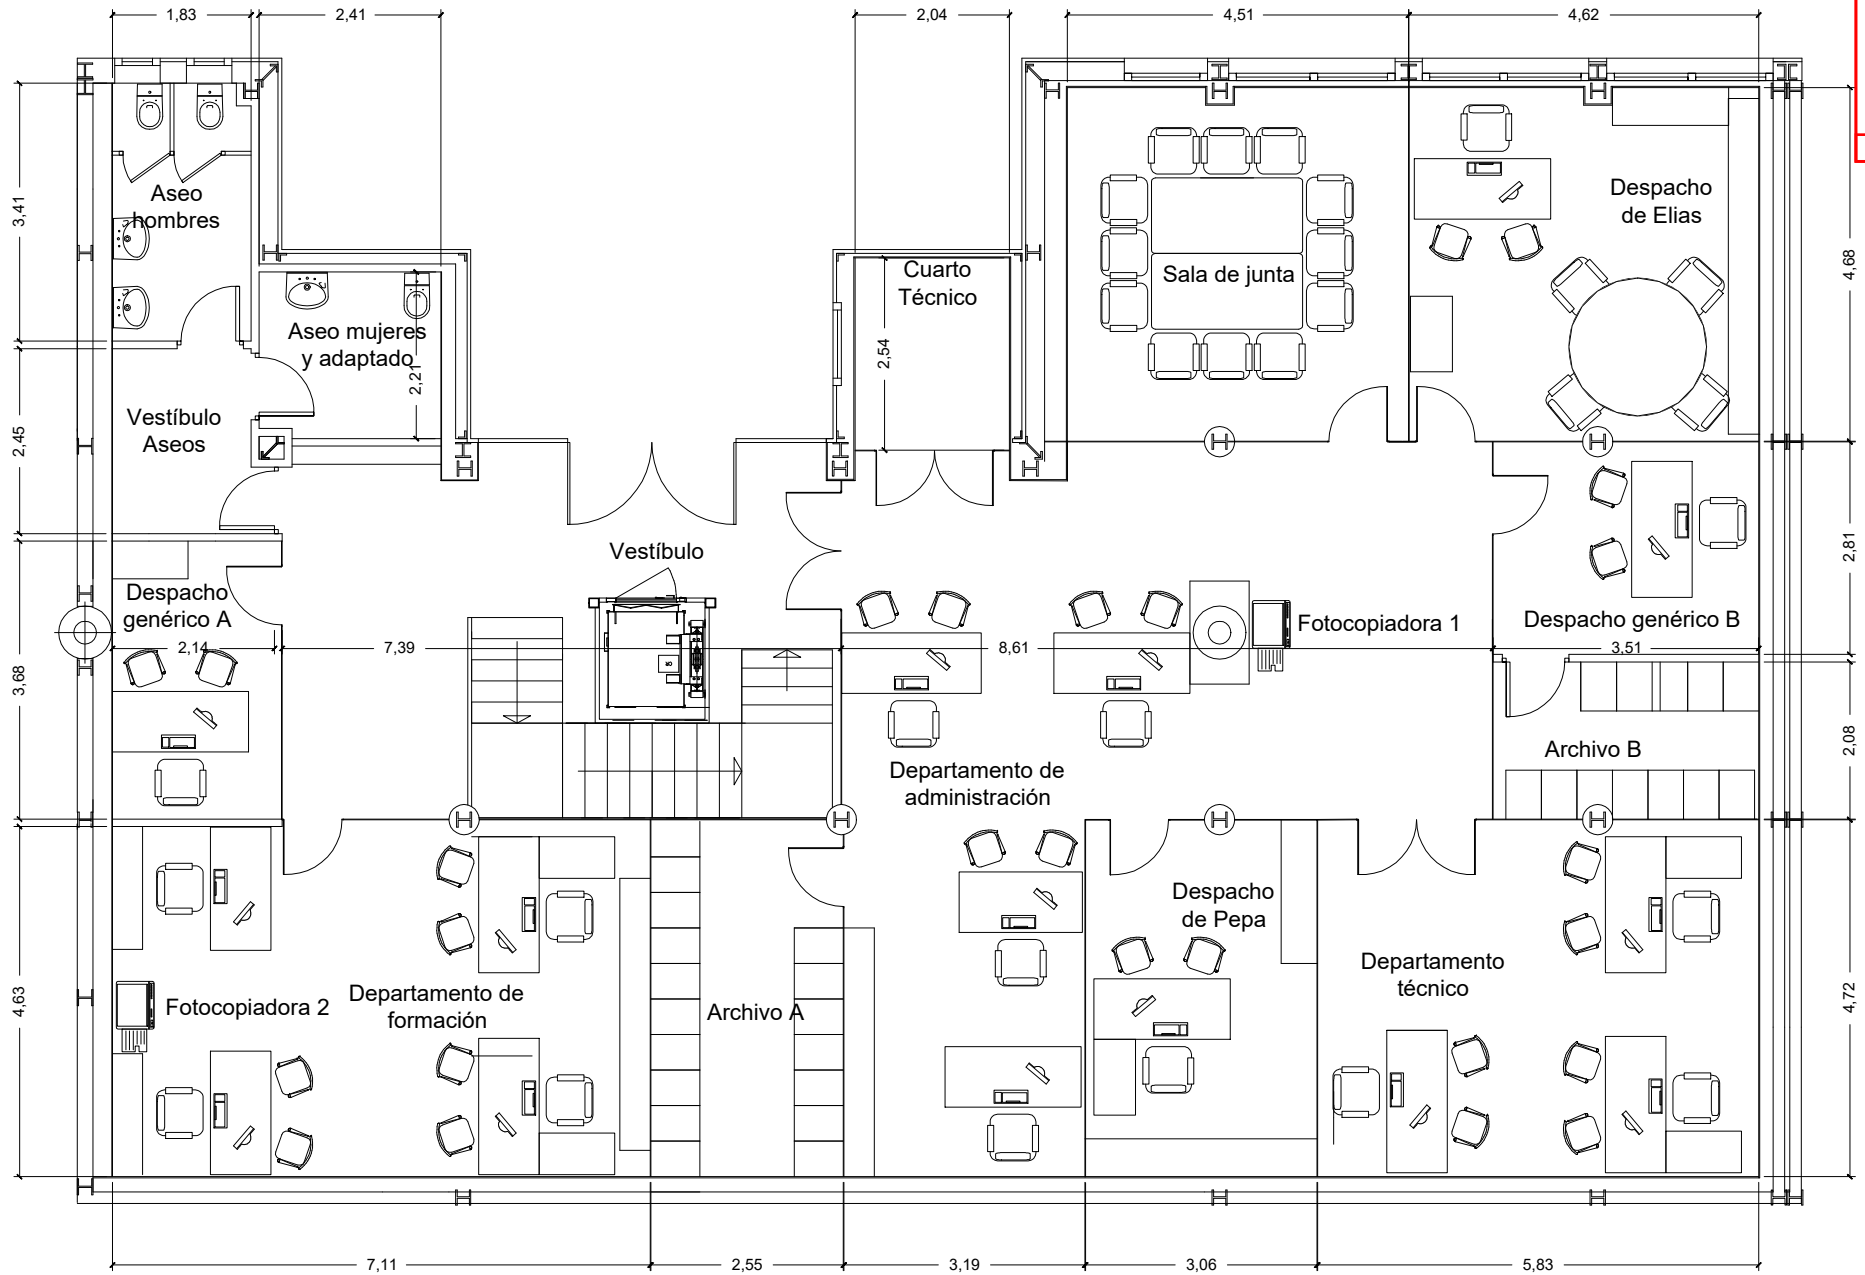 1,83
2,41
2,04
4,51
4,62
Aseo
hombres
3,41
Despacho
de Elias
Cuarto
Técnico
Sala de junta
4,68
Aseo mujeres
y adaptado
2,21
2,54
Vestíbulo
Aseos
2,45
Vestíbulo
2,81
Despacho
genérico A
Fotocopiadora 1
Despacho genérico B
2,14
7,39
8,61
3,51
3,68
Archivo B
2,08
Departamento de
administración
Despacho
de Pepa
Departamento
técnico
4,63
Fotocopiadora 2
Departamento de
formación
Archivo A
4,72
7,11
2,55
3,19
3,06
5,83